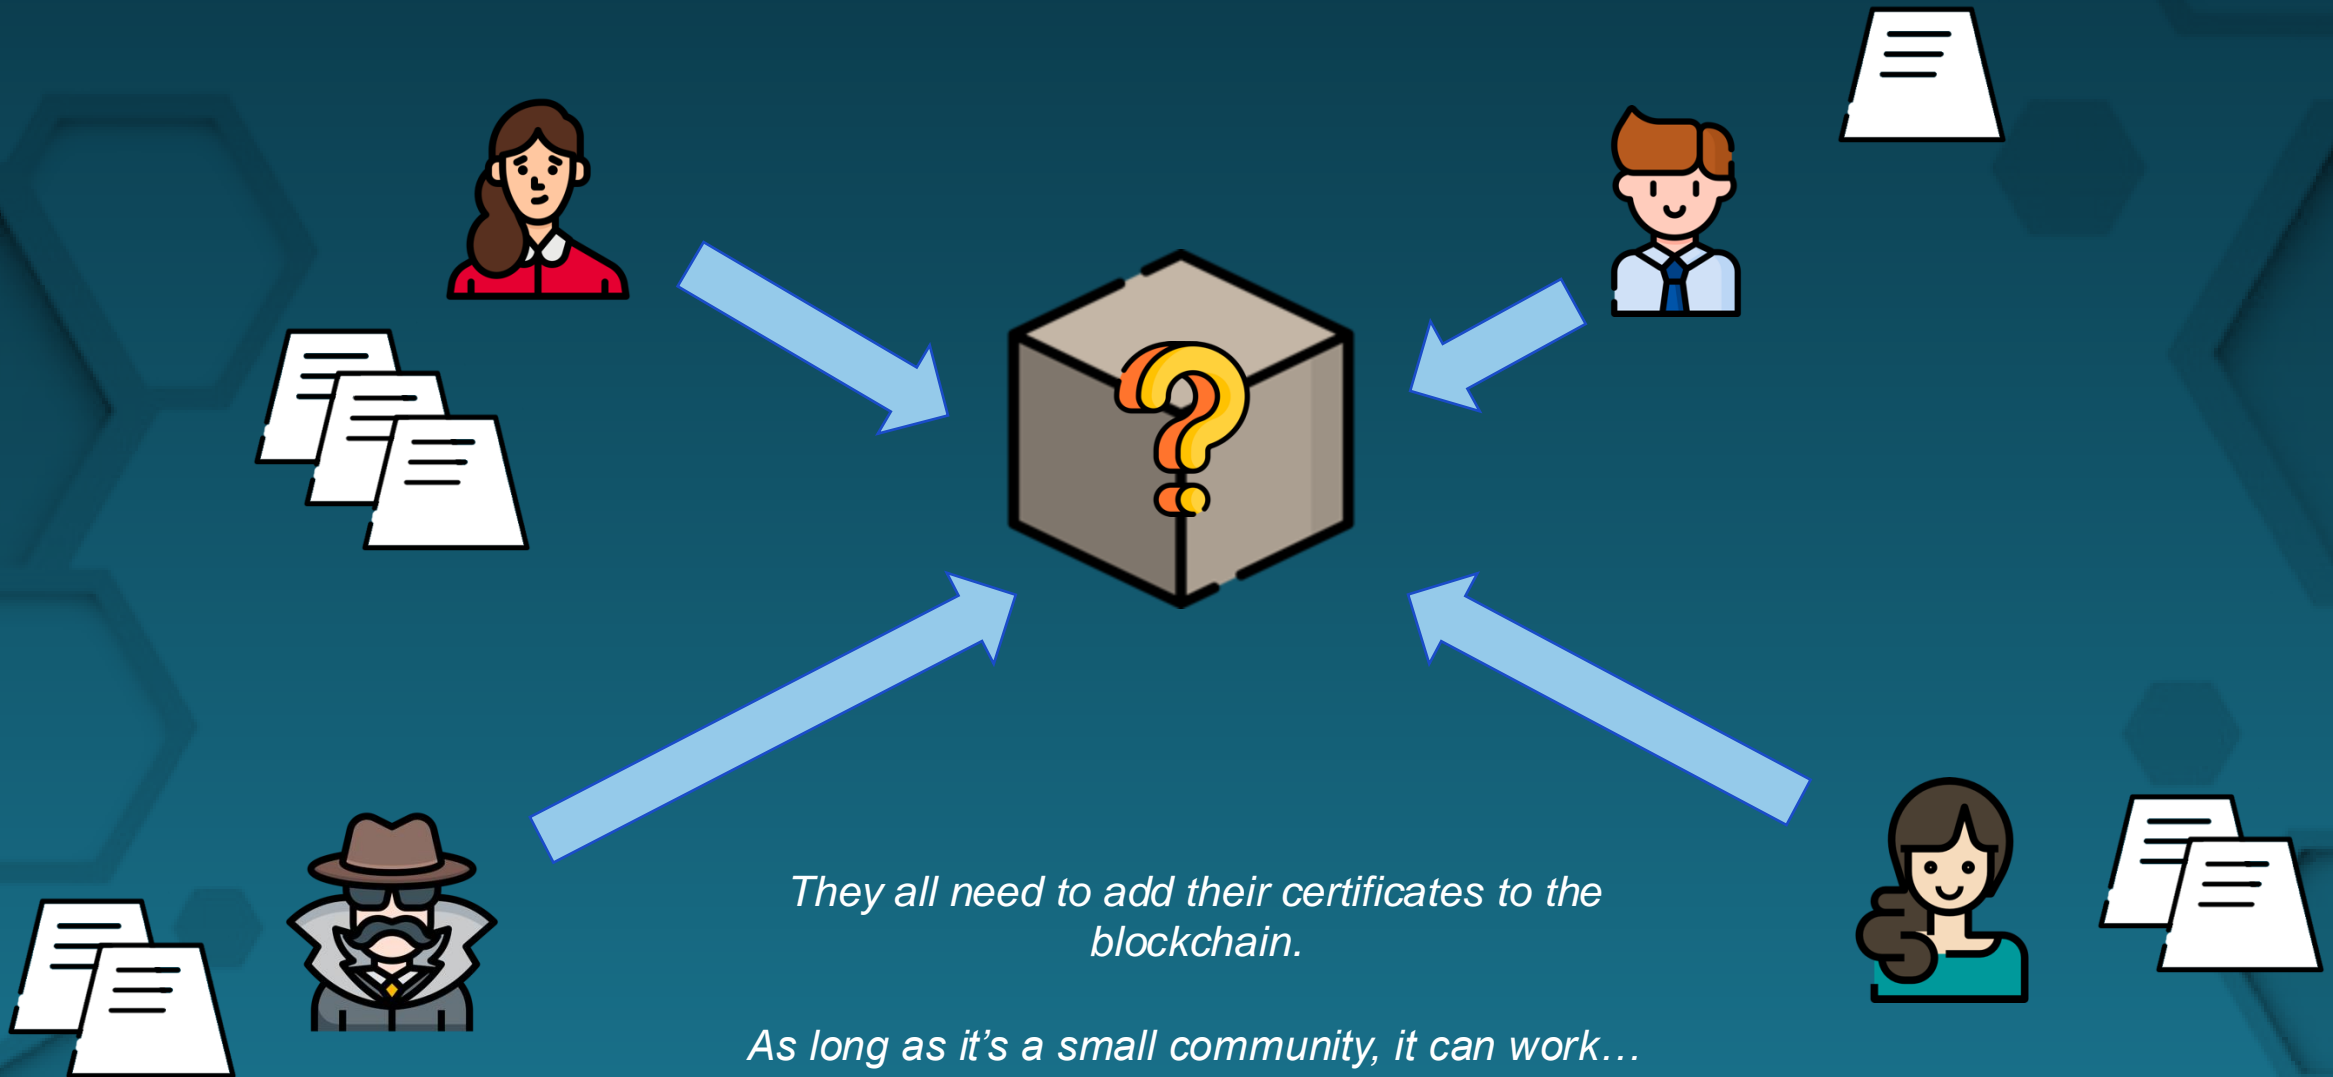 They all need to add their certificates to the
blockchain.
As long as it’s a small community, it can work…